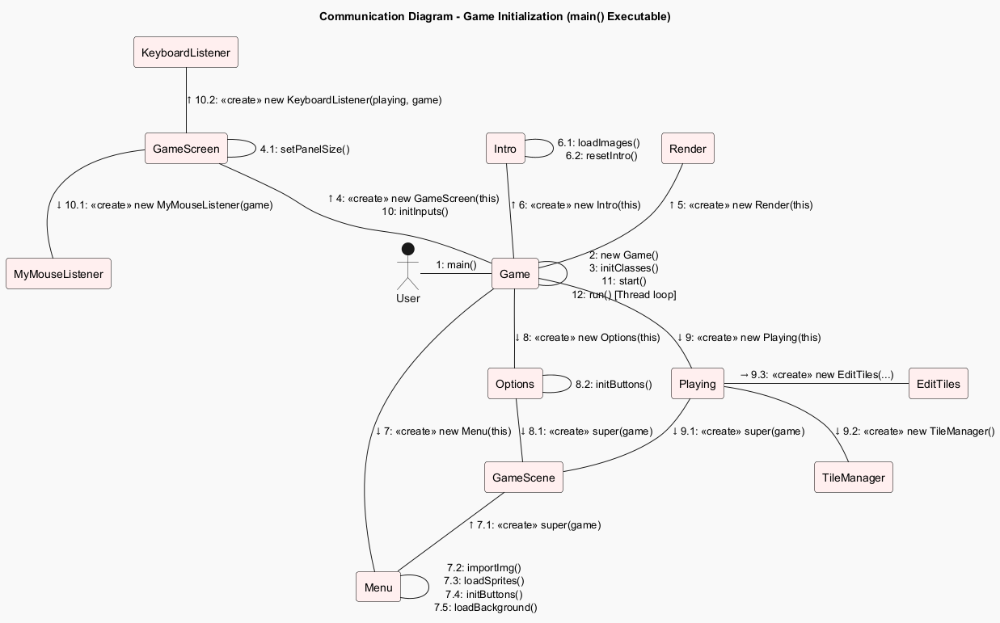 Communication Diagram - Game Initialization (main() Executable)
KeyboardListener
↑ 10.2: «create» new KeyboardListener(playing, game)
GameScreen
4.1: setPanelSize()
Intro
6.1: loadImages()
6.2: resetIntro()
Render
↓ 10.1: «create» new MyMouseListener(game)
↑ 4: «create» new GameScreen(this)
10: initInputs()
↑ 6: «create» new Intro(this)
↑ 5: «create» new Render(this)
MyMouseListener
User
1: main()
Game
2: new Game()
3: initClasses()
11: start()
12: run() [Thread loop]
↓ 8: «create» new Options(this)
↓ 9: «create» new Playing(this)
Options
8.2: initButtons()
Playing
→ 9.3: «create» new EditTiles(...)
EditTiles
↓ 7: «create» new Menu(this)
↓ 8.1: «create» super(game)
↓ 9.1: «create» super(game)
↓ 9.2: «create» new TileManager()
GameScene
TileManager
↑ 7.1: «create» super(game)
Menu
7.2: importImg()
7.3: loadSprites()
7.4: initButtons()
7.5: loadBackground()